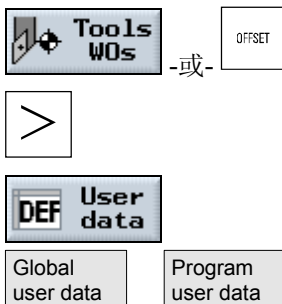 Tools
WOs
-或-
OFFSET
>
DEF
User
data
Global
user data
Program
user data